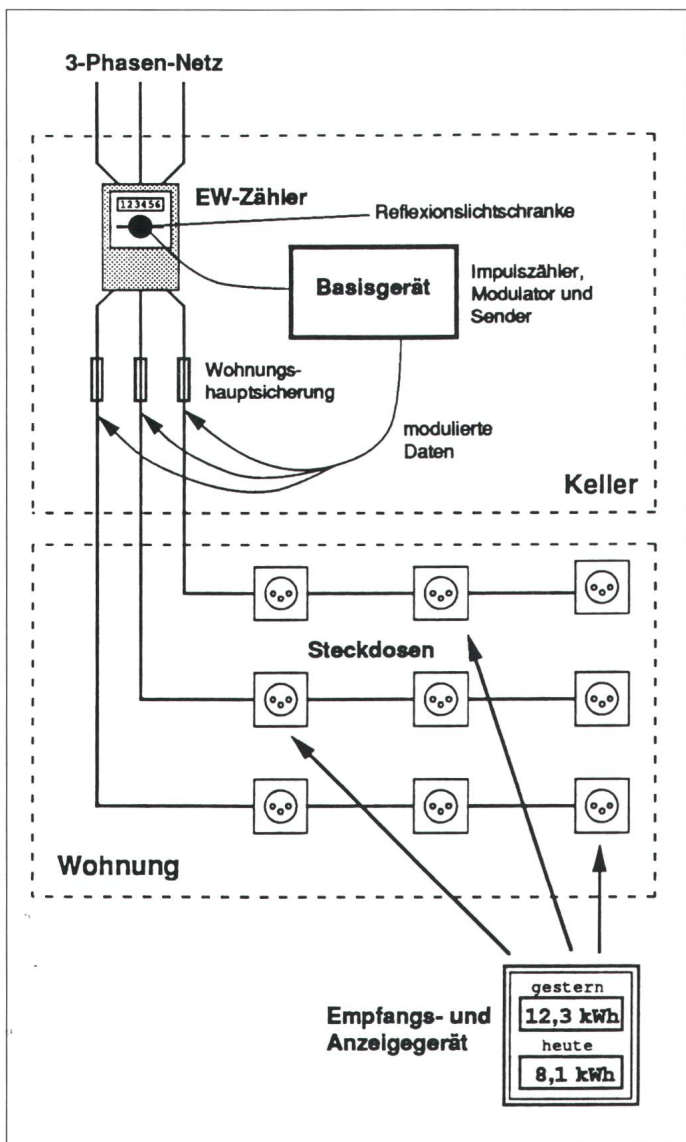 3-Phasen-Netz
123456
EW-Zähler
Reflexionslichtschranke
Basisgerät
Impulszähler,
Modulator und
Sender
Wohnungs-
hauptsicherung
modulierte
Daten
Keller
Steckdosen
Wohnung
Empfangs- und
Anzeigegerät
gestern
12,3 kWh
heute
8,1 kWh